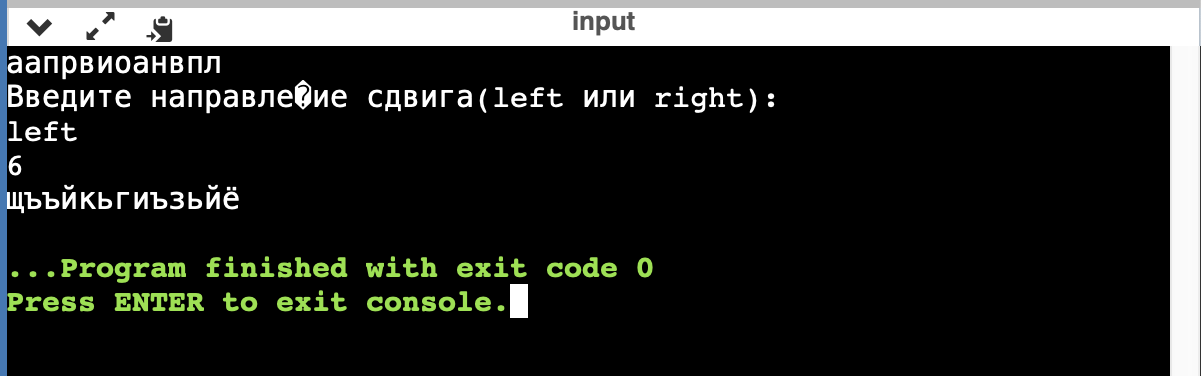 input
аапрвиоанвпл
Введите направле�ие сдвига(left или right):
left
6
щъъйкьгиъзьйё
...Program finished with exit code 0
Press ENTER to exit console.